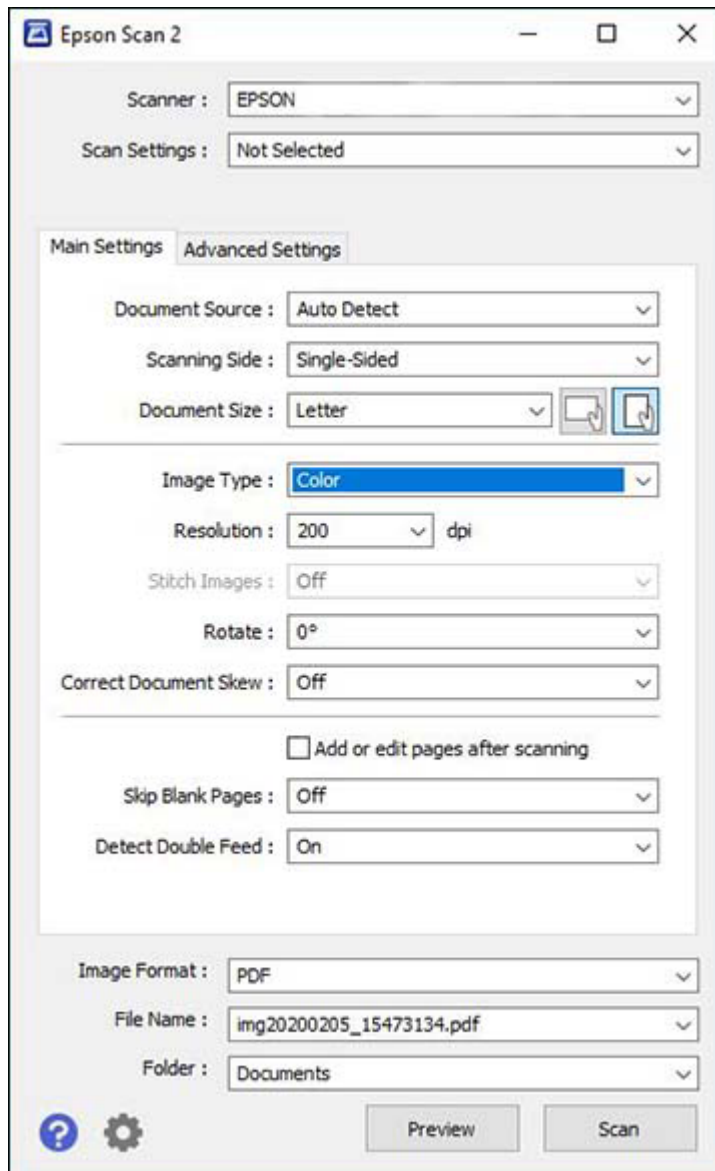 Epson Scan 2
Scanner : EPSON
Scan Settings : Not Selected
Main Settings Advanced Settings
Document Source : Auto Detect
Scanning Side : Single-Sided
Document Size : Letter
Image Type : Color
Resolution : 200 dpi
Stitch Images : Off
Rotate : 0°
Correct Document Skew : Off
Add or edit pages after scanning
Skip Blank Pages : Off
Detect Double Feed : On
Image Format : PDF
File Name : img20200205_15473134.pdf
Folder : Documents
? Preview Scan